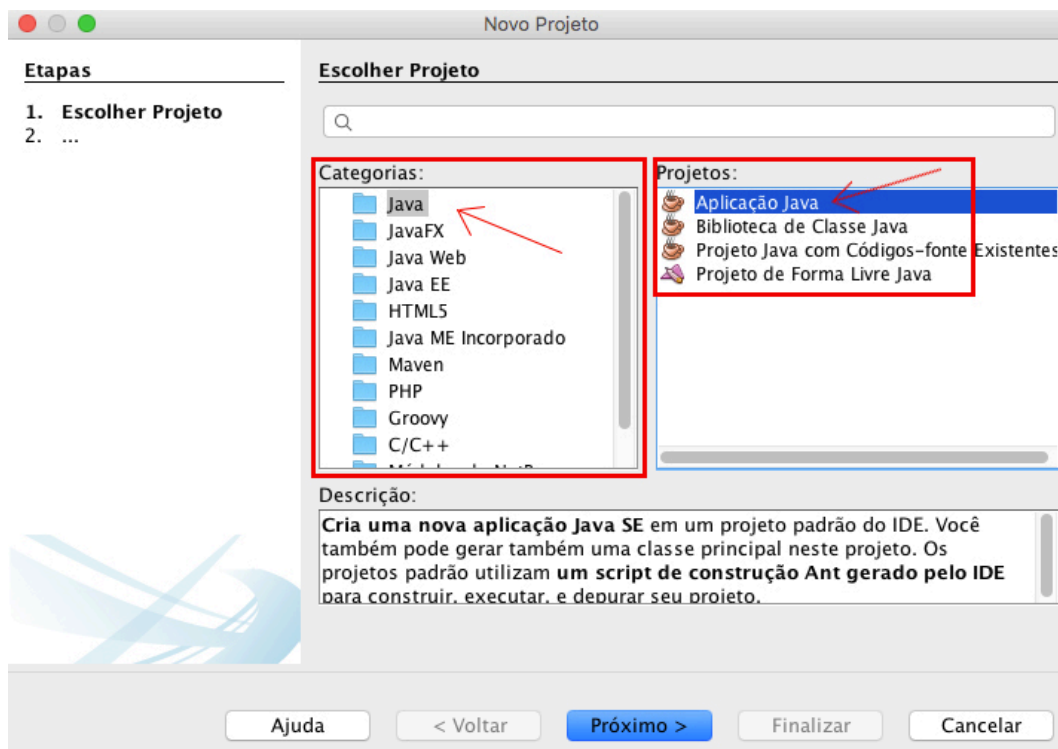 Novo Projeto
Etapas
1. Escolher Projeto
2. ...
Escolher Projeto
Categorias:
Java
JavaFX
Java Web
Java EE
HTML5
Java ME Incorporado
Maven
PHP
Groovy
C/C++
Projetos:
Aplicação Java
Biblioteca de Classe Java
Projeto Java com Códigos-fonte Existentes
Projeto de Forma Livre Java
Descrição:
Cria uma nova aplicação Java SE em um projeto padrão do IDE. Você
também pode gerar também uma classe principal neste projeto. Os
projetos padrão utilizam um script de construção Ant gerado pelo IDE
para construir, executar, e depurar seu projeto.
Ajuda
< Voltar
Próximo >
Finalizar
Cancelar